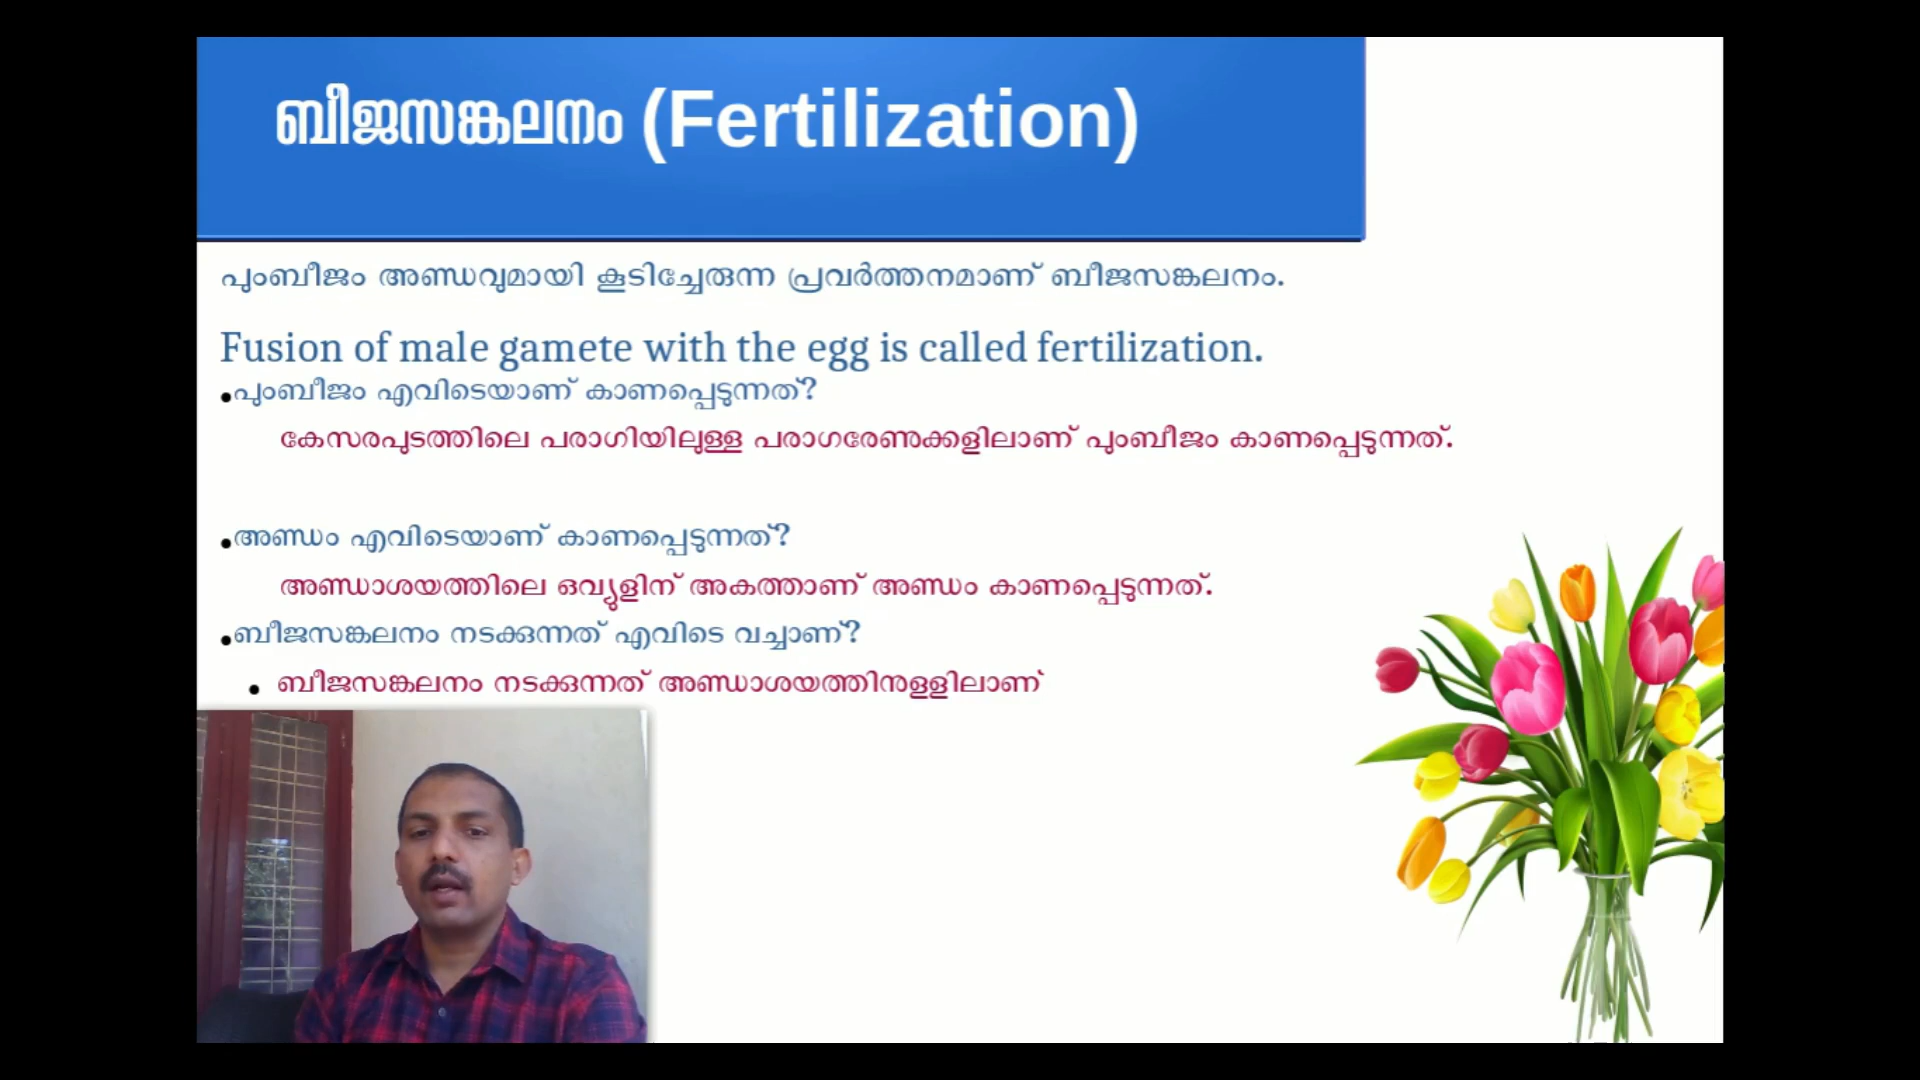 ബീജസങ്കലനം (Fertilization)
പുംബീജം അണ്ഡവുമായി കൂടിച്ചേരുന്ന പ്രവർത്തനമാണ് ബീജസങ്കലനം.
Fusion of male gamete with the egg is called fertilization.
•പുംബീജം എവിടെയാണ് കാണപ്പെടുന്നത്?
കേസരപുടത്തിലെ പരാഗിയിലുള്ള പരാഗരേണുക്കളിലാണ് പുംബീജം കാണപ്പെടുന്നത്.
•അണ്ഡം എവിടെയാണ് കാണപ്പെടുന്നത്?
അണ്ഡാശയത്തിലെ ഒവ്യുളിന് അകത്താണ് അണ്ഡം കാണപ്പെടുന്നത്.
•ബീജസങ്കലനം നടക്കുന്നത് എവിടെ വച്ചാണ്?
• ബീജസങ്കലനം നടക്കുന്നത് അണ്ഡാശയത്തിനുള്ളിലാണ്